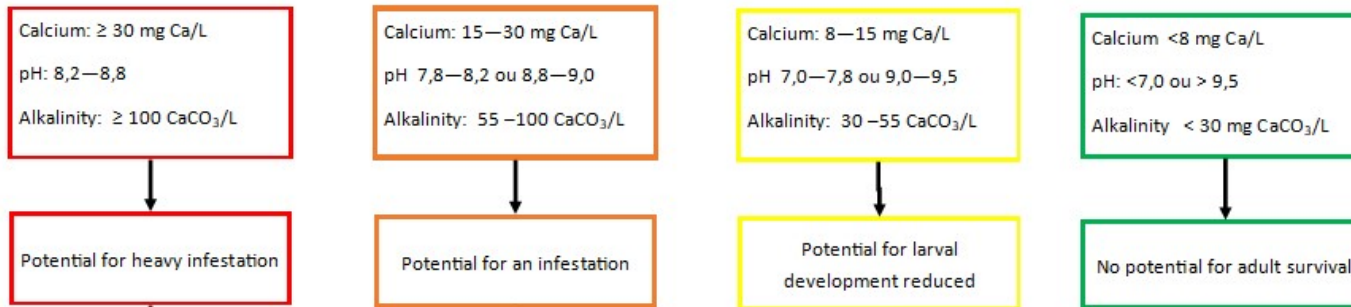 Calcium: ≥ 30 mg Ca/L
pH: 8,2—8,8
Alkalinity: ≥ 100 CaCO₃/L
Potential for heavy infestation
Calcium: 15—30 mg Ca/L
pH 7,8—8,2 ou 8,8—9,0
Alkalinity: 55 –100 CaCO₃/L
Potential for an infestation
Calcium: 8—15 mg Ca/L
pH 7,0—7,8 ou 9,0—9,5
Alkalinity: 30 –55 CaCO₃/L
Potential for larval
development reduced
Calcium <8 mg Ca/L
pH: <7,0 ou > 9,5
Alkalinity < 30 mg CaCO₃/L
No potential for adult survival